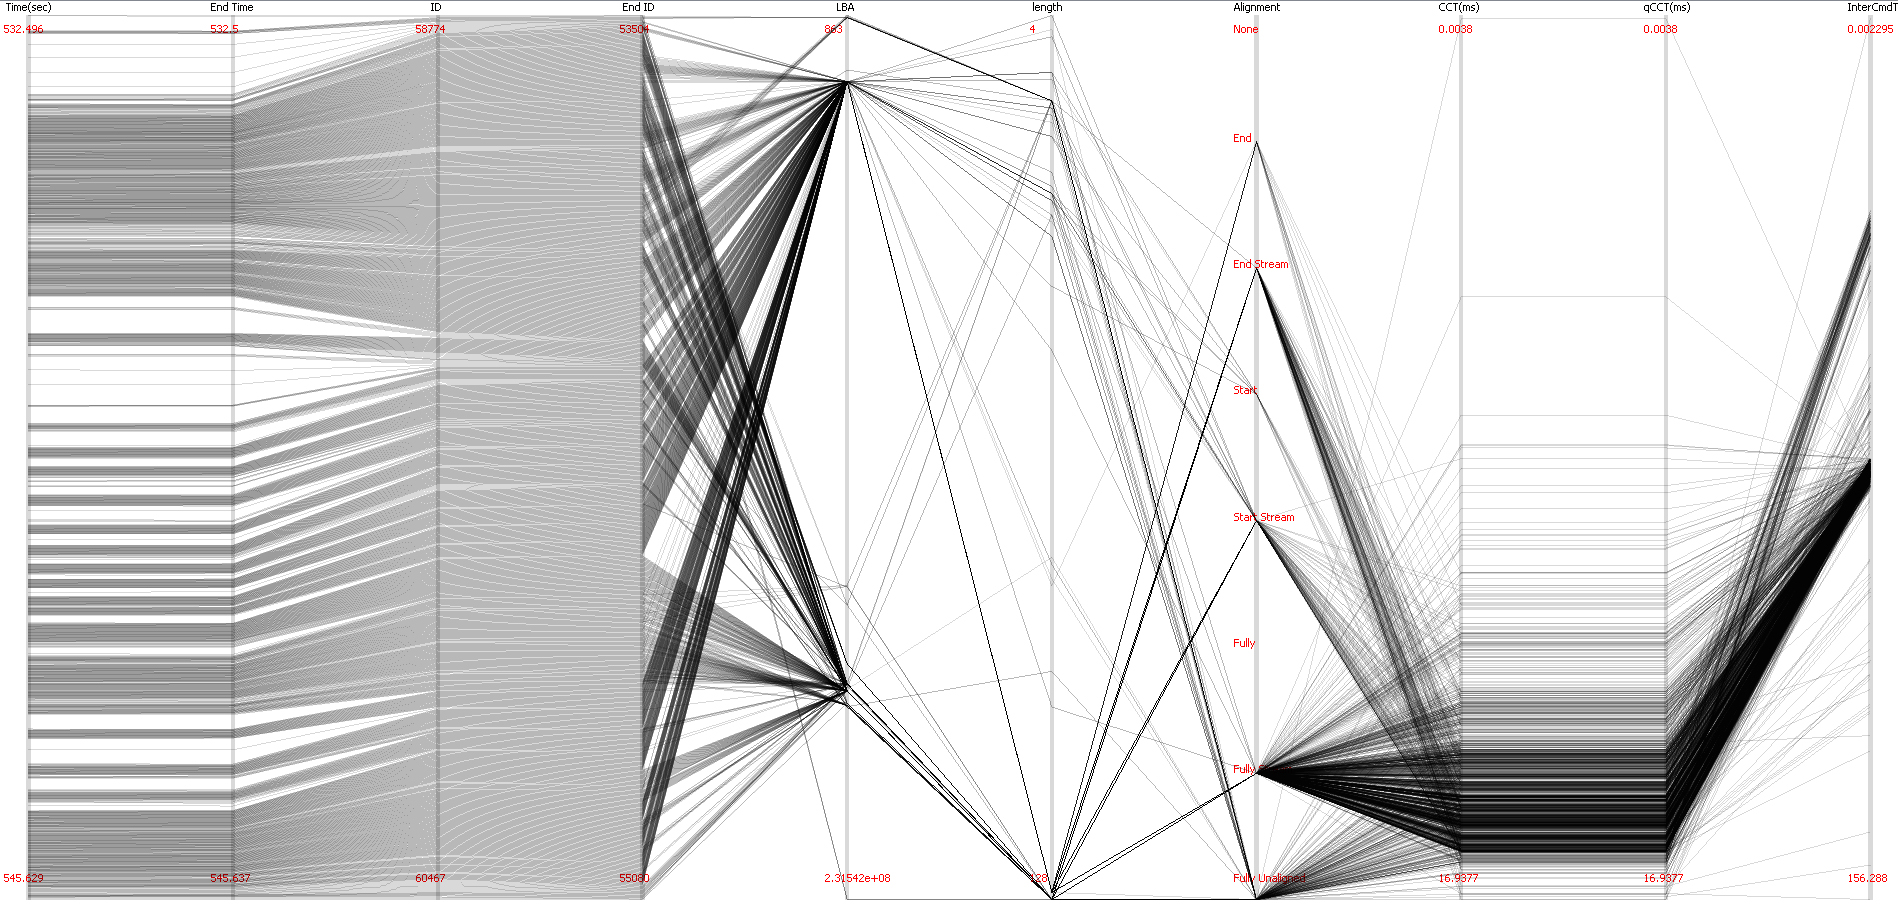 Time(sec) End Time ID End ID LBA length Alignment CCT(ms) qCCT(ms) InterCmdT
532.496 532.5 58774 53504 863 4 None 0.0038 0.0038 0.002295
End
End Stream
Start
Start Stream
Fully
Fully
545.629 545.637 60467 55060 2.31542e+08 128 Fully Unaligned 16.9377 16.9377 156.288